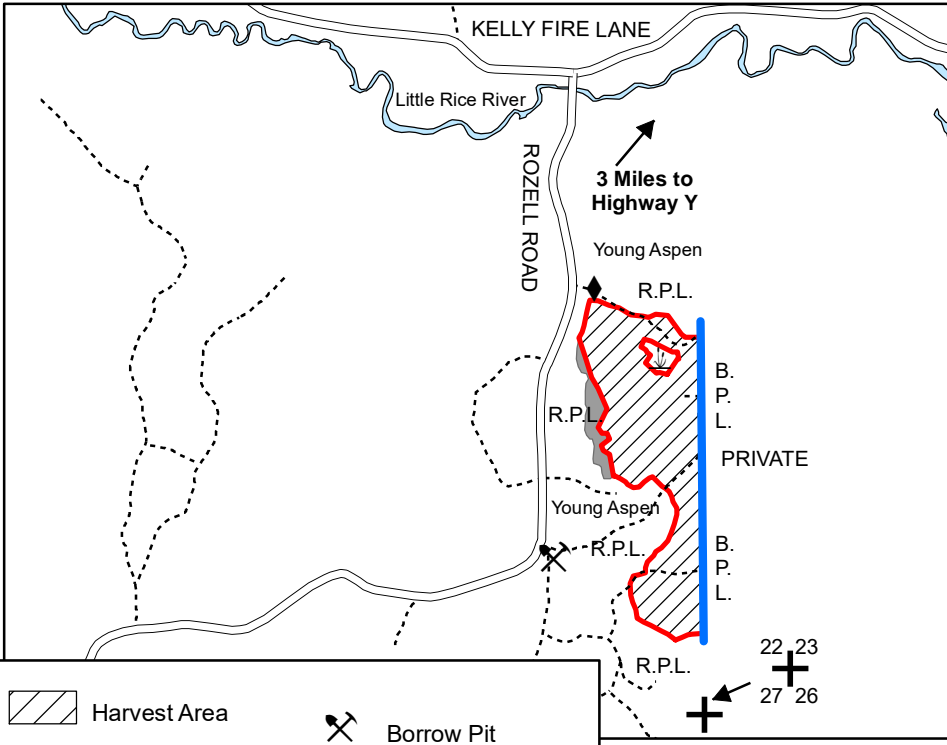 KELLY FIRE LANE
Little Rice River
ROZELL ROAD
3 Miles to
Highway Y
Young Aspen
R.P.L.
B.
P.
L.
R.P.L.
PRIVATE
Young Aspen
R.P.L.
B.
P.
L.
22 23
27 26
R.P.L.
Harvest Area
Borrow Pit